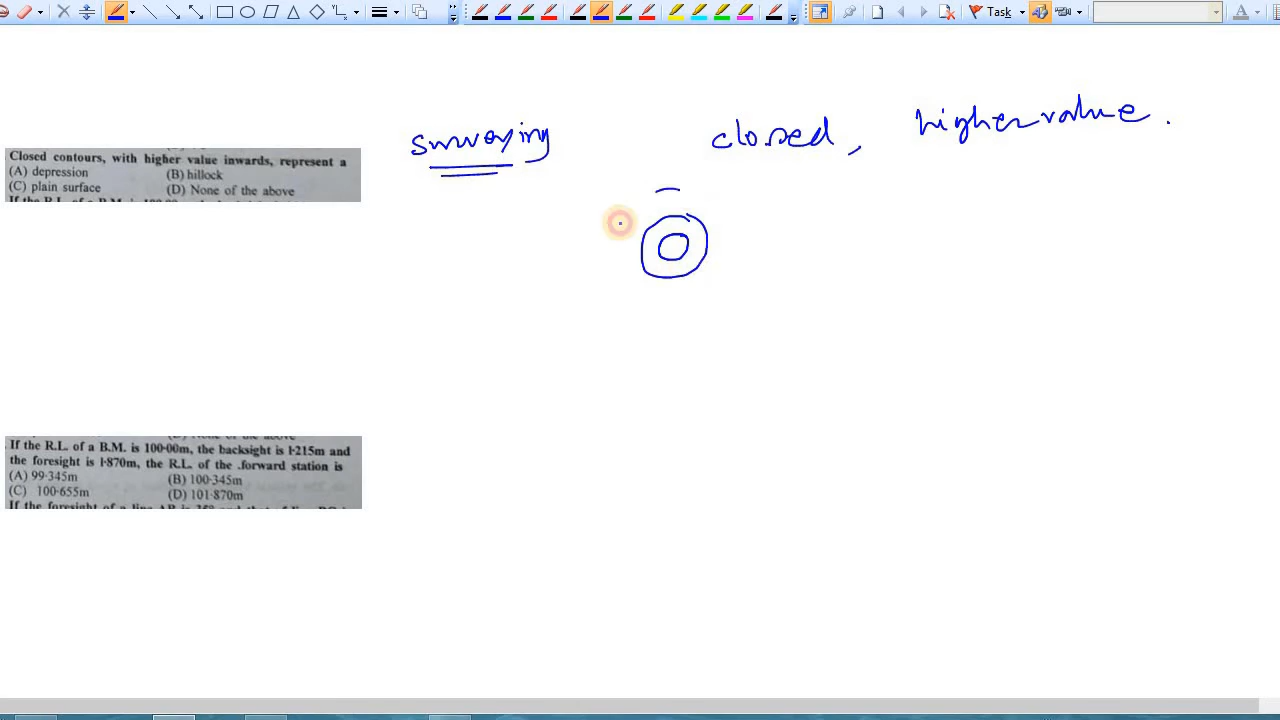 Task
A
surveying
closed,
higher value.
Closed contours, with higher value inwards, represent a
(A) depression (B) hillock
(C) plain surface (D) None of the above
If the R.L. of a B.M. is 100·00m, the backsight is 1·215m and
the foresight is 1·870m, the R.L. of the .forward station is
(A) 99·345m (B) 100·345m
(C) 100·655m (D) 101·870m